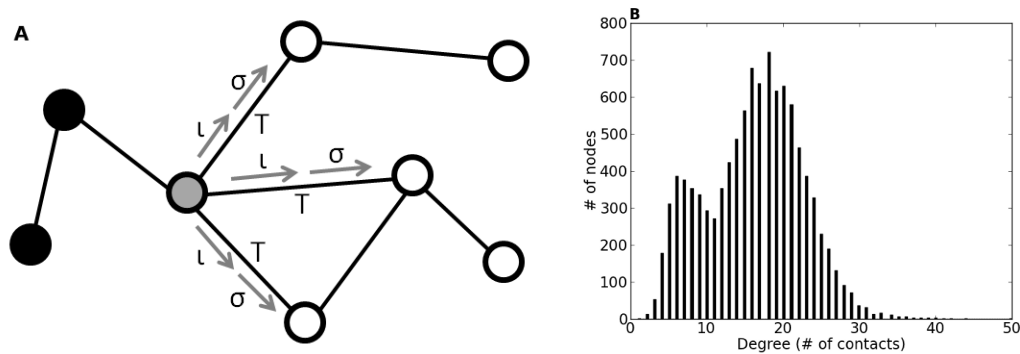 A
σ
ι
T
ι
σ
T
ι
T
σ
B
800
700
600
500
400
300
200
100
0
# of nodes
0 10 20 30 40 50
Degree (# of contacts)